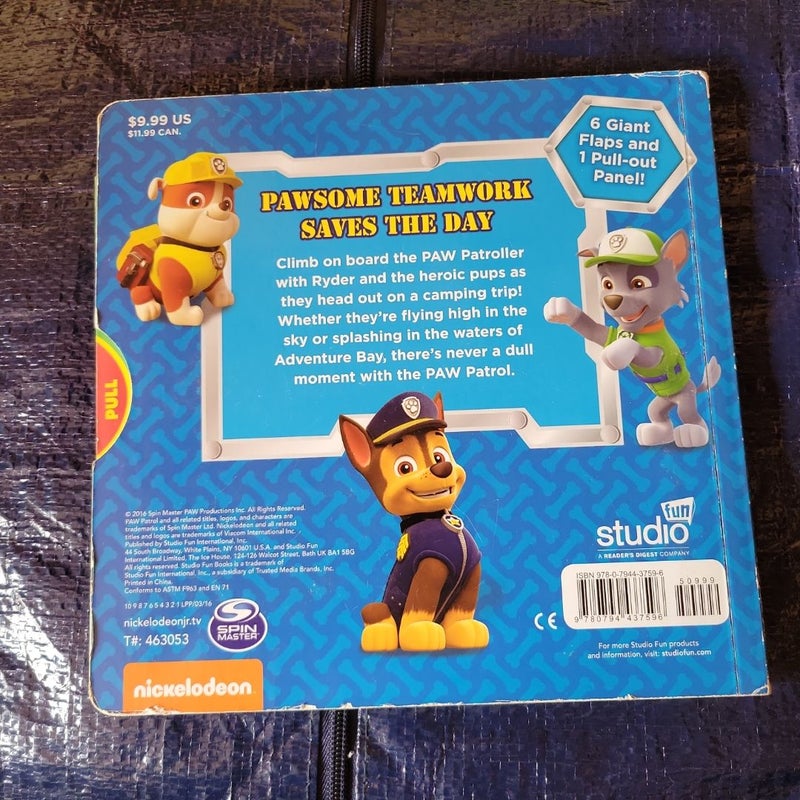 $9.99 US
$11.99 CAN.
6 Giant
Flaps and
1 Pull-out
Panel!
PAWSOME TEAMWORK
SAVES THE DAY
Climb on board the PAW Patroller
with Ryder and the heroic pups as
they head out on a camping trip!
Whether they're flying high in the
sky or splashing in the waters of
Adventure Bay, there's never a dull
moment with the PAW Patrol.
PULL
© 2016 Spin Master PAW Productions Inc. All Rights Reserved.
PAW Patrol and all related titles, logos, and characters are
trademarks of Spin Master Ltd. Nickelodeon and all related
titles and logos are trademarks of Viacom International Inc.
Published by Studio Fun International, Inc.
44 South Broadway, White Plains, NY 10601 U.S.A. and Studio Fun
International Limited, The Ice House, 124-126 Walcot Street, Bath UK BA1 5BG
All rights reserved. Studio Fun Books is a trademark of
Studio Fun International, Inc., a subsidiary of Trusted Media Brands, Inc.
Printed in China.
Conforms to ASTM F963 and EN 71
10 9 8 7 6 5 4 3 2 1 LPP/03/16
nickelodeonjr.tv
T#: 463053
SPIN
MASTER
nickelodeon
studio fun
A READER'S DIGEST COMPANY
ISBN 978-0-7944-3759-6
50999
9 780794 437596
CE
For more Studio Fun products
and information, visit: studiofun.com